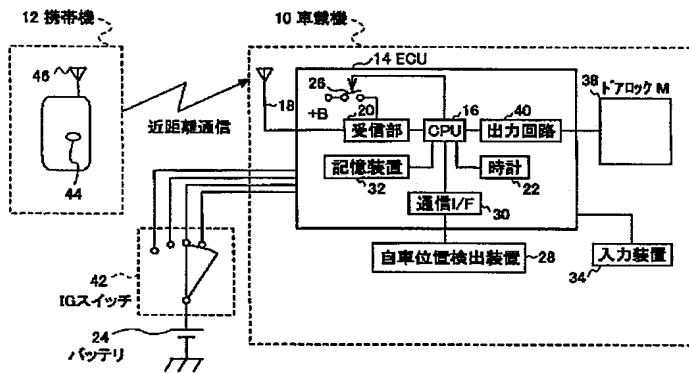 12 携帯機
10 車載機
14 ECU
46
26
38
ドアロック M
18
+B
20
16
40
受信部
CPU
出力回路
近距離通信
44
記憶装置
時計
32
22
通信I/F
30
42
IGスイッチ
自車位置検出装置
28
34
入力装置
24
バッテリ